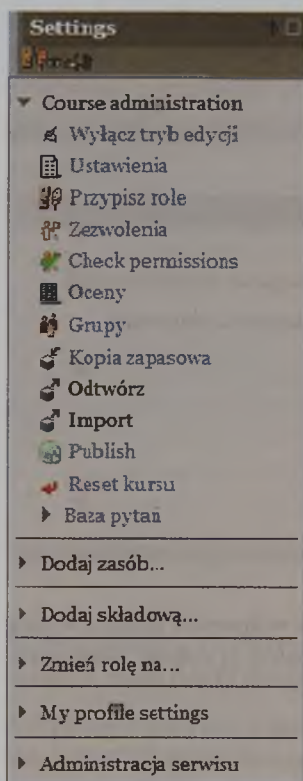 Settings
Course administration
Wyłącz tryb edycji
Ustawienia
Przypisz role
Zezwolenia
Check permissions
Oceny
Grupy
Kopia zapasowa
Odtwórz
Import
Publish
Reset kursu
Baza pytań
Dodaj zasób...
Dodaj składową...
Zmień rolę na...
My profile settings
Administracja serwisu